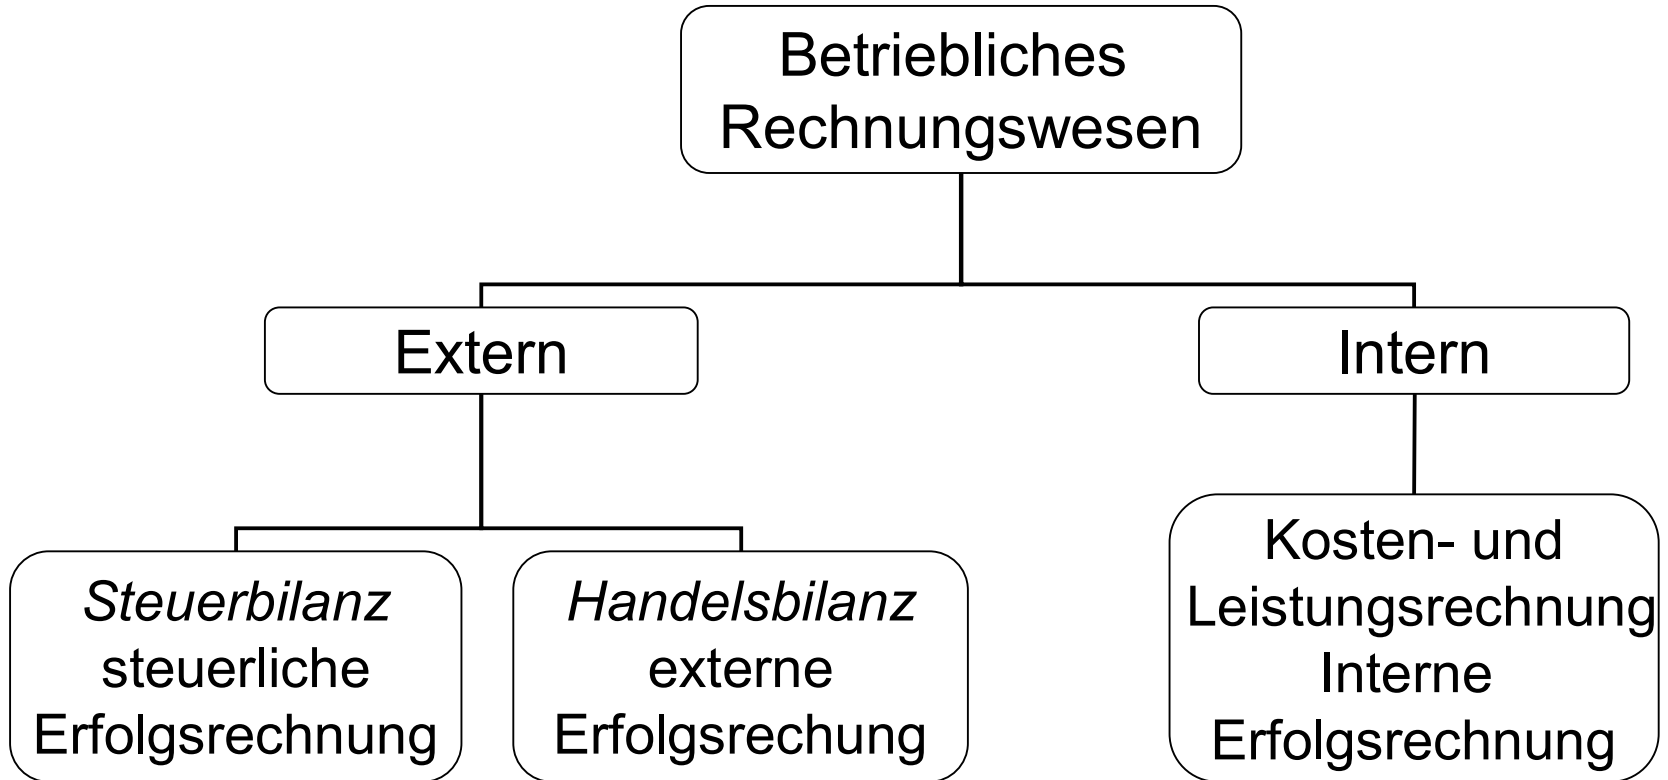 Betriebliches
Rechnungswesen
Extern
Intern
Steuerbilanz
steuerliche
Erfolgsrechnung
Handelsbilanz
externe
Erfolgsrechung
Kosten- und
Leistungsrechnung
Interne
Erfolgsrechnung